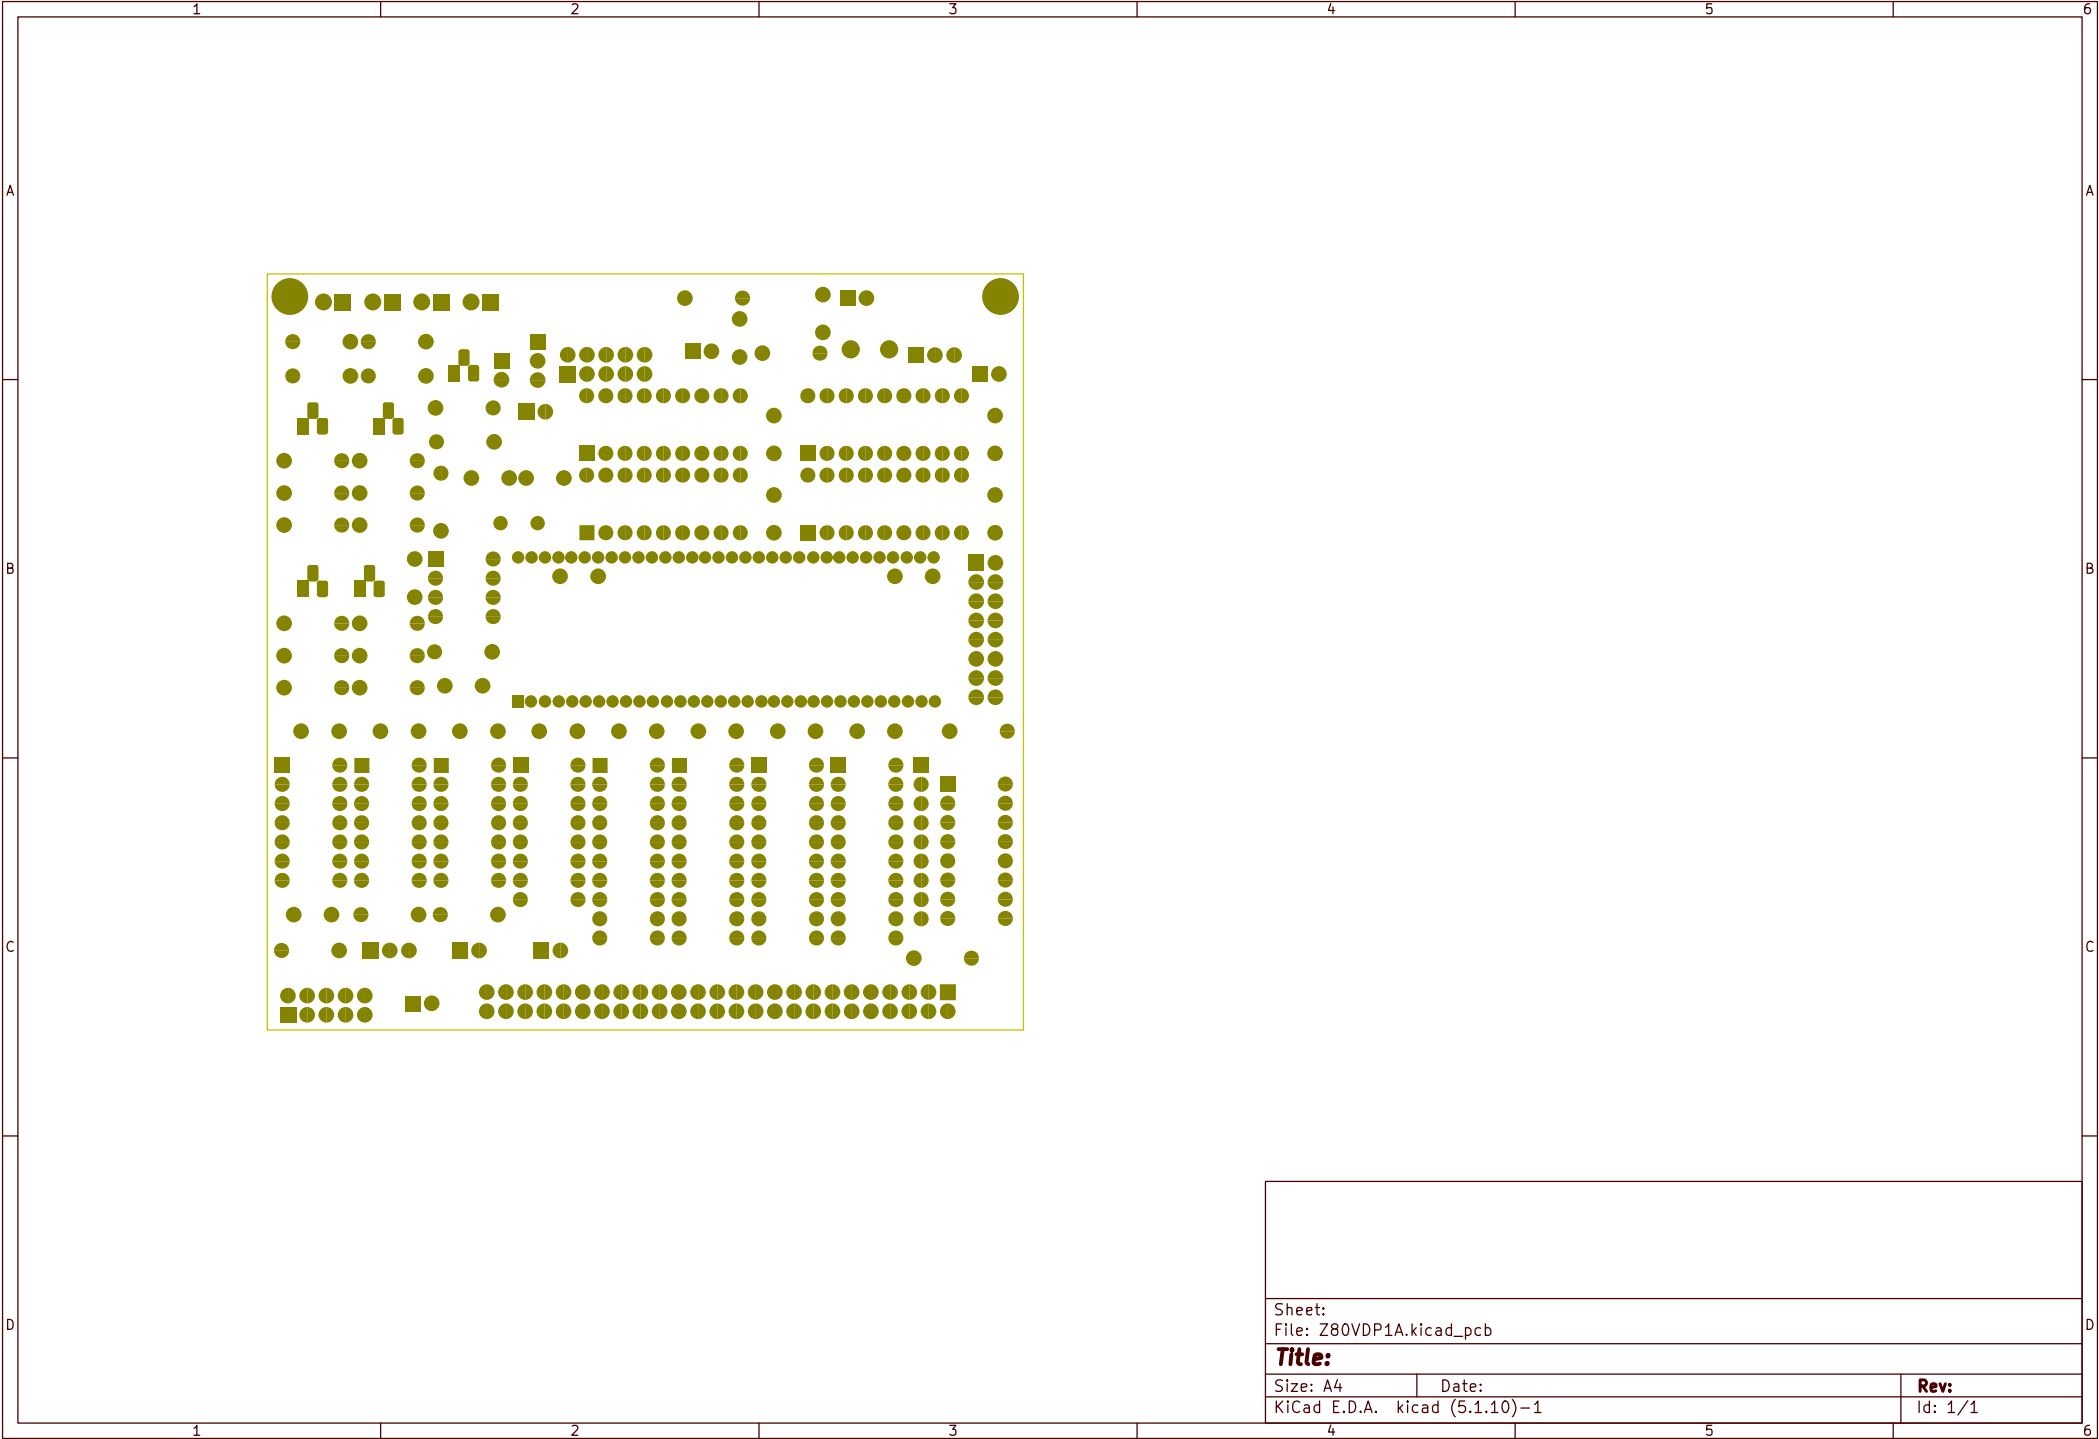 1 2 3 4 5 6
A A
B B
C C
D D
Sheet:
File: Z80VDP1A.kicad_pcb
Title:
Size: A4 Date: Rev:
KiCad E.D.A. kicad (5.1.10)-1 Id: 1/1
1 2 3 4 5 6